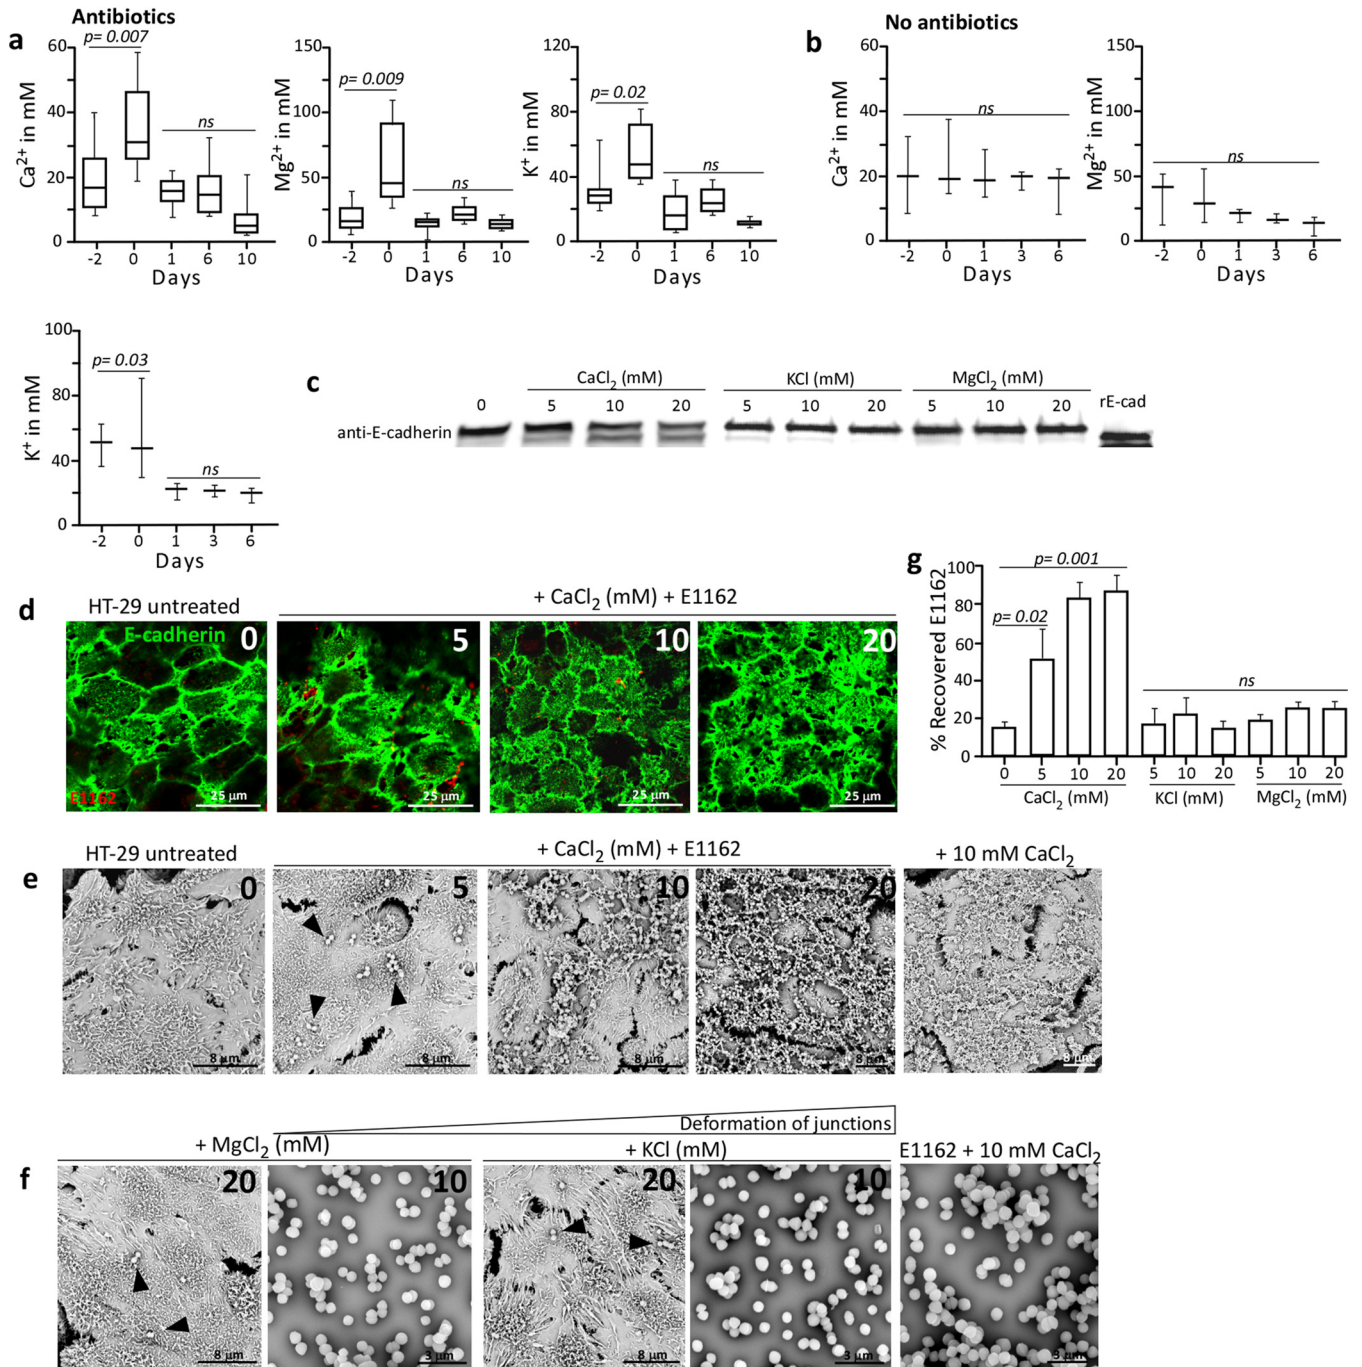 Antibiotics
No antibiotics
a
p= 0.007
60
40
20
0
Ca2+ in mM
-2 0 1 6 10
Days
ns
150
100
50
0
Mg2+ in mM
p= 0.009
ns
-2 0 1 6 10
Days
120
80
40
0
K+ in mM
p= 0.02
ns
-2 0 1 6 10
Days
b
60
40
20
0
Ca2+ in mM
ns
-2 0 1 3 6
Days
150
100
50
0
Mg2+ in mM
ns
-2 0 1 3 6
Days
100
80
40
0
K+ in mM
p= 0.03
ns
-2 0 1 3 6
Days
c
CaCl2 (mM) KCl (mM) MgCl2 (mM)
0 5 10 20 5 10 20 5 10 20 rE-cad
anti-E-cadherin
d
HT-29 untreated
+ CaCl2 (mM) + E1162
E-cadherin 0 5 10 20
E1162
25 µm 25 µm 25 µm 25 µm
g
% Recovered E1162
100
80
60
40
20
0
p= 0.001
p= 0.02
ns
0 5 10 20 5 10 20 5 10 20
CaCl2 (mM) KCl (mM) MgCl2 (mM)
e
HT-29 untreated
+ CaCl2 (mM) + E1162
+ 10 mM CaCl2
0 5 10 20
8 µm 8 µm 8 µm 8 µm 8 µm
Deformation of junctions
f
+ MgCl2 (mM)
+ KCl (mM)
E1162 + 10 mM CaCl2
20 10 20 10
8 µm 3 µm 8 µm 3 µm 3 µm